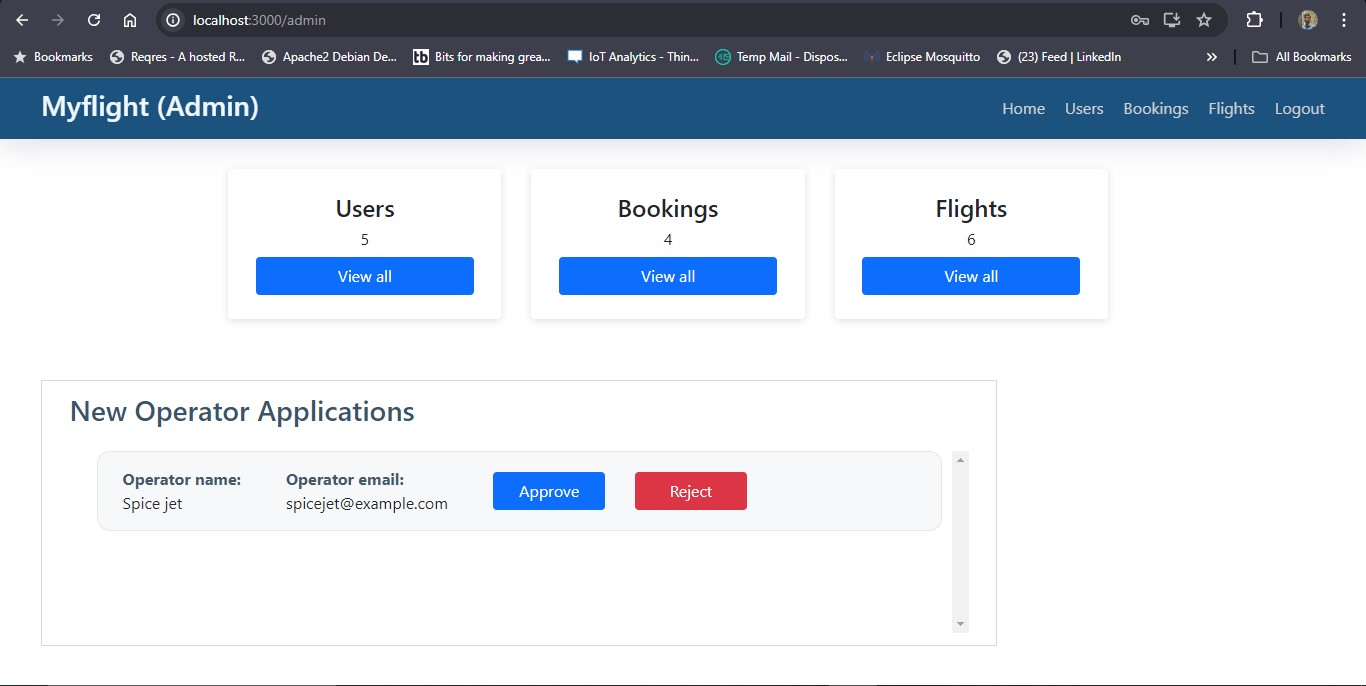 localhost:3000/admin
Bookmarks Reqres - A hosted R... Apache2 Debian De... tb Bits for making grea... IoT Analytics - Thin... Temp Mail - Dispos... Eclipse Mosquitto (23) Feed | LinkedIn » All Bookmarks
Myflight (Admin) Home Users Bookings Flights Logout
Users Bookings Flights
5 4 6
View all View all View all
New Operator Applications
Operator name: Operator email:
Spice jet spicejet@example.com Approve Reject